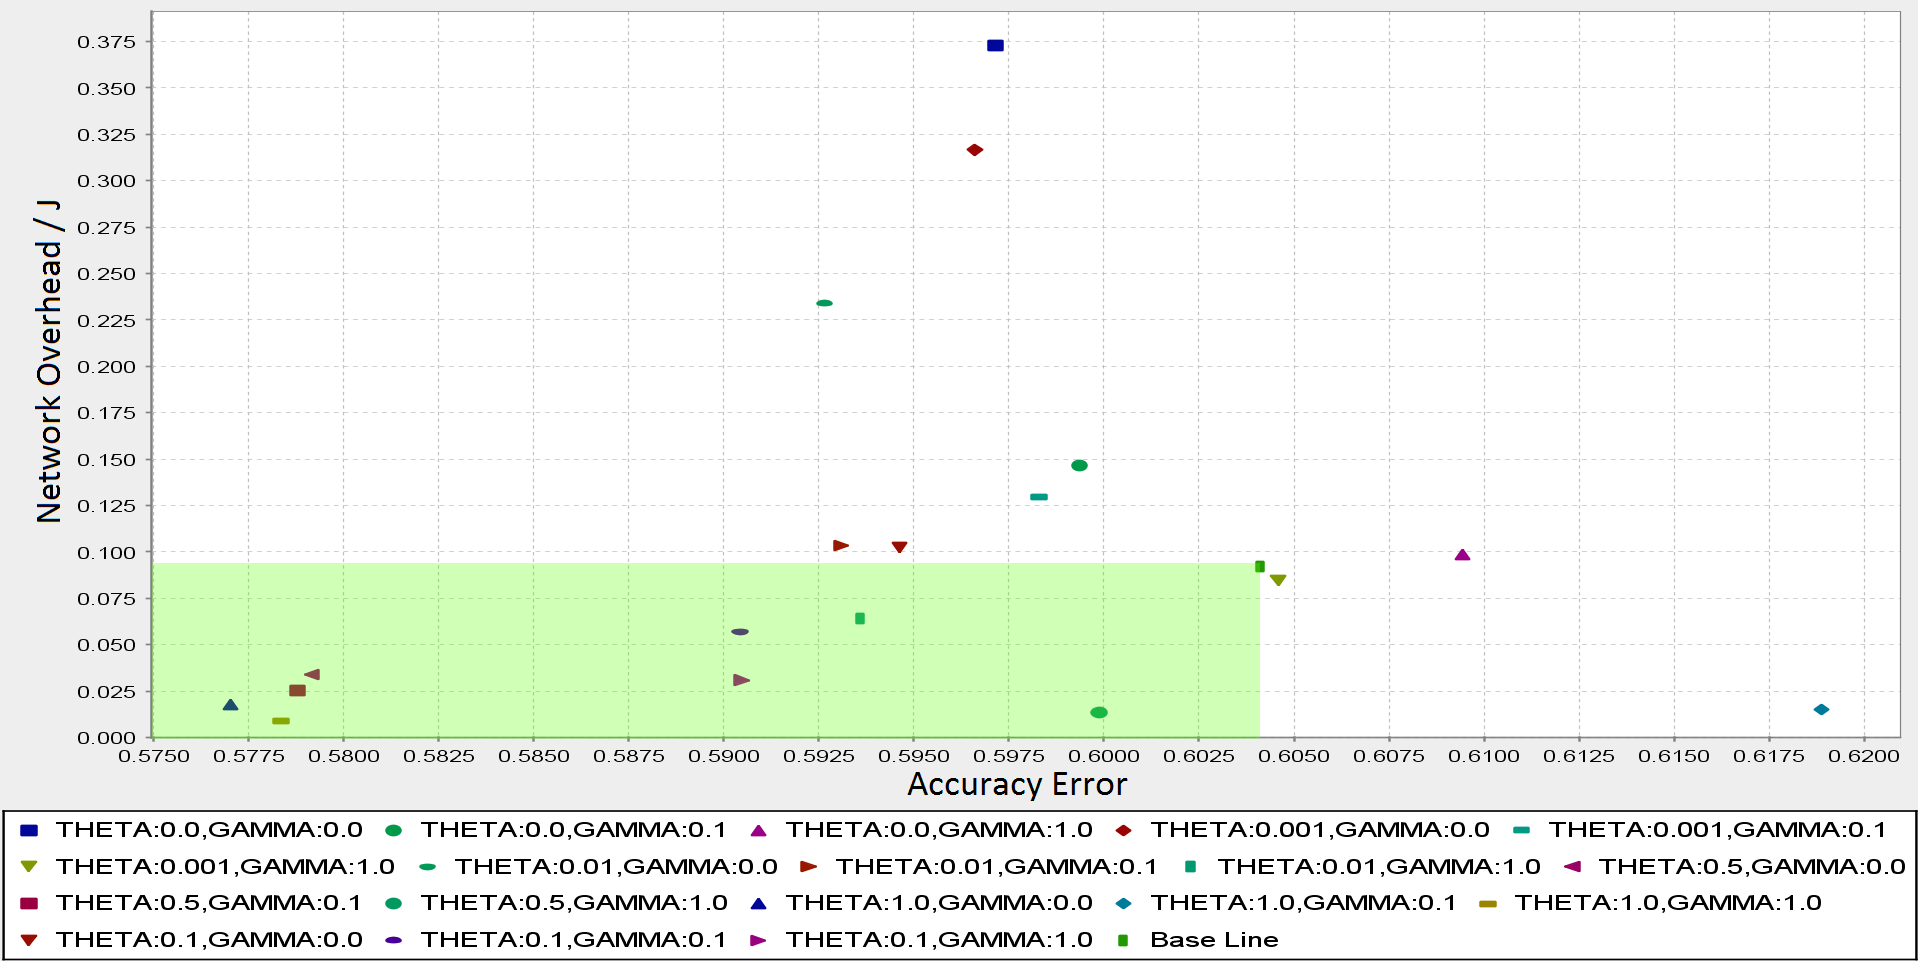 Network Overhead / J
0.375
0.350
0.325
0.300
0.275
0.250
0.225
0.200
0.175
0.150
0.125
0.100
0.075
0.050
0.025
0.000
0.5750 0.5775 0.5800 0.5825 0.5850 0.5875 0.5900 0.5925 0.5950 0.5975 0.6000 0.6025 0.6050 0.6075 0.6100 0.6125 0.6150 0.6175 0.6200
Accuracy Error
THETA:0.0,GAMMA:0.0 THETA:0.0,GAMMA:0.1 THETA:0.0,GAMMA:1.0 THETA:0.001,GAMMA:0.0 THETA:0.001,GAMMA:0.1
THETA:0.001,GAMMA:1.0 THETA:0.01,GAMMA:0.0 THETA:0.01,GAMMA:0.1 THETA:0.01,GAMMA:1.0 THETA:0.5,GAMMA:0.0
THETA:0.5,GAMMA:0.1 THETA:0.5,GAMMA:1.0 THETA:1.0,GAMMA:0.0 THETA:1.0,GAMMA:0.1 THETA:1.0,GAMMA:1.0
THETA:0.1,GAMMA:0.0 THETA:0.1,GAMMA:0.1 THETA:0.1,GAMMA:1.0 Base Line